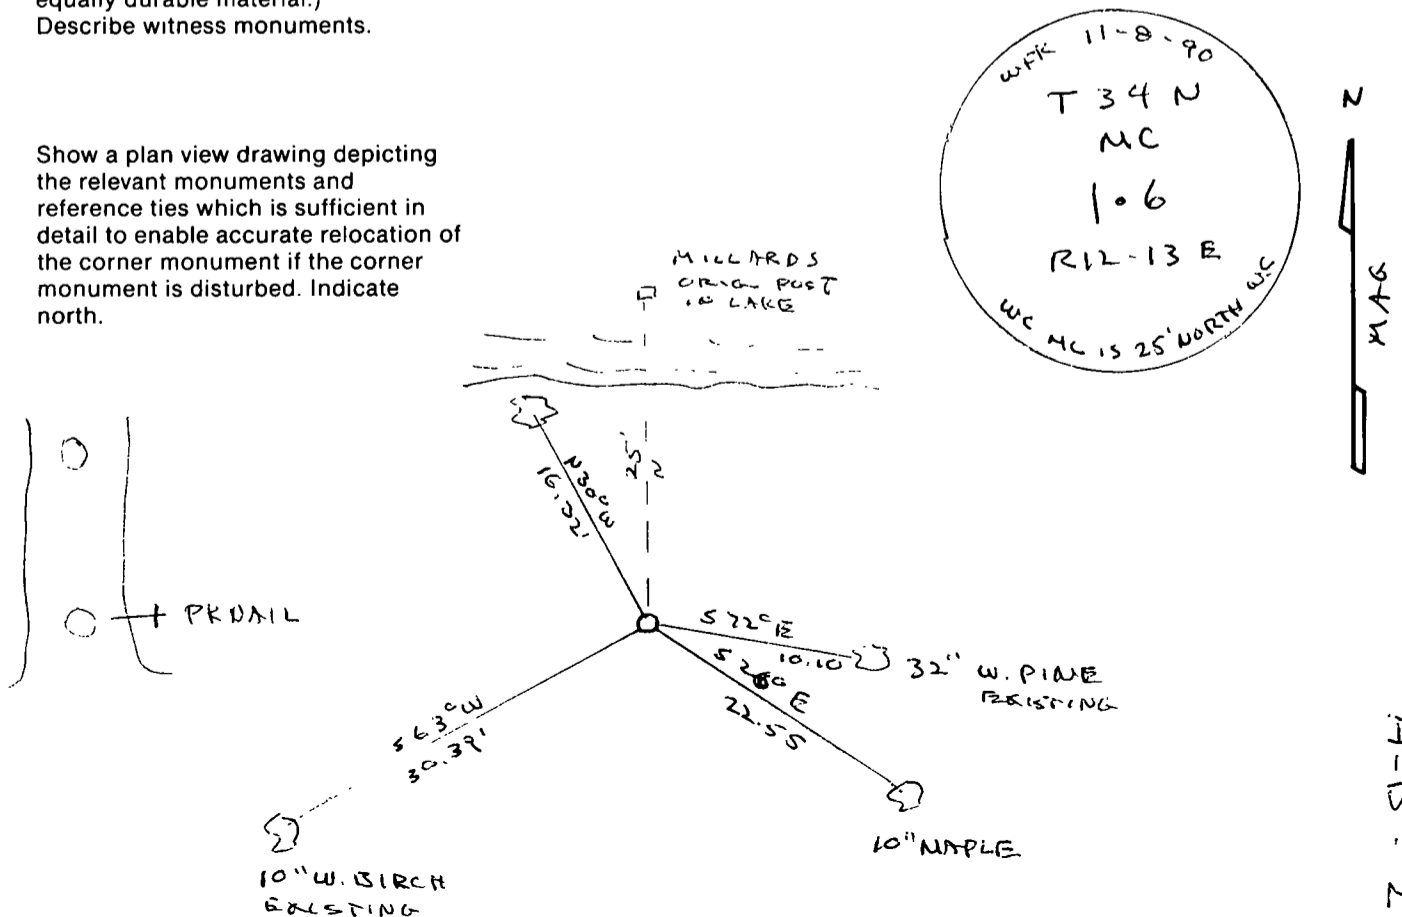 equally durable material.)
Describe witness monuments.
Show a plan view drawing depicting
the relevant monuments and
reference ties which is sufficient in
detail to enable accurate relocation of
the corner monument if the corner
monument is disturbed. Indicate
north.
WFK 11-8-90
T 34 N
MC
1 • 6
R12-13 E
WC MC IS 25' NORTH WC
N
MAG
MILLARDS
ORIG POST
IN LAKE
25'
N
N30°W
16.32'
PKNAIL
S72°E
10.10
32" W. PINE
EXISTING
E
22.55
S63°W
30.39'
10" MAPLE
10" W. BIRCH
EXISTING